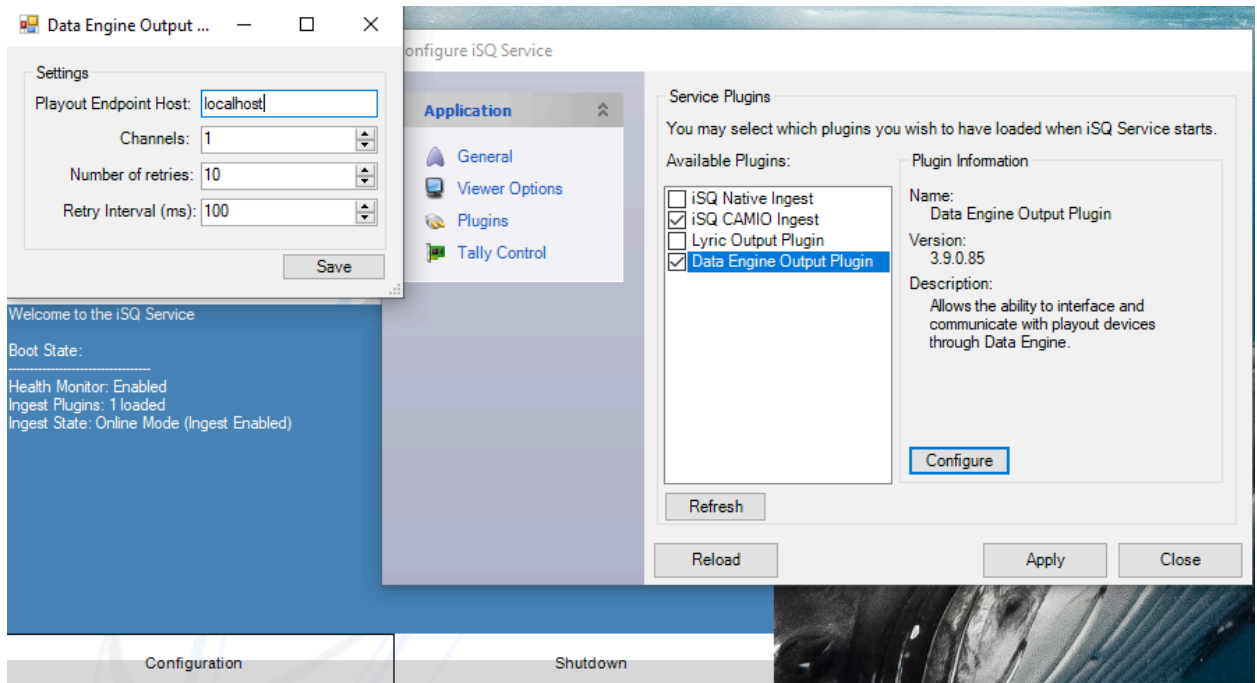 Data Engine Output ...
Settings
Playout Endpoint Host: localhost
Channels: 1
Number of retries: 10
Retry Interval (ms): 100
Save
Welcome to the iSQ Service
Boot State:
----------------------------------
Health Monitor: Enabled
Ingest Plugins: 1 loaded
Ingest State: Online Mode (Ingest Enabled)
Configuration
Shutdown
onfigure iSQ Service
Application
General
Viewer Options
Plugins
Tally Control
Service Plugins
You may select which plugins you wish to have loaded when iSQ Service starts.
Available Plugins:
iSQ Native Ingest
iSQ CAMIO Ingest
Lyric Output Plugin
Data Engine Output Plugin
Refresh
Plugin Information
Name:
Data Engine Output Plugin
Version:
3.9.0.85
Description:
Allows the ability to interface and
communicate with playout devices
through Data Engine.
Configure
Reload
Apply
Close